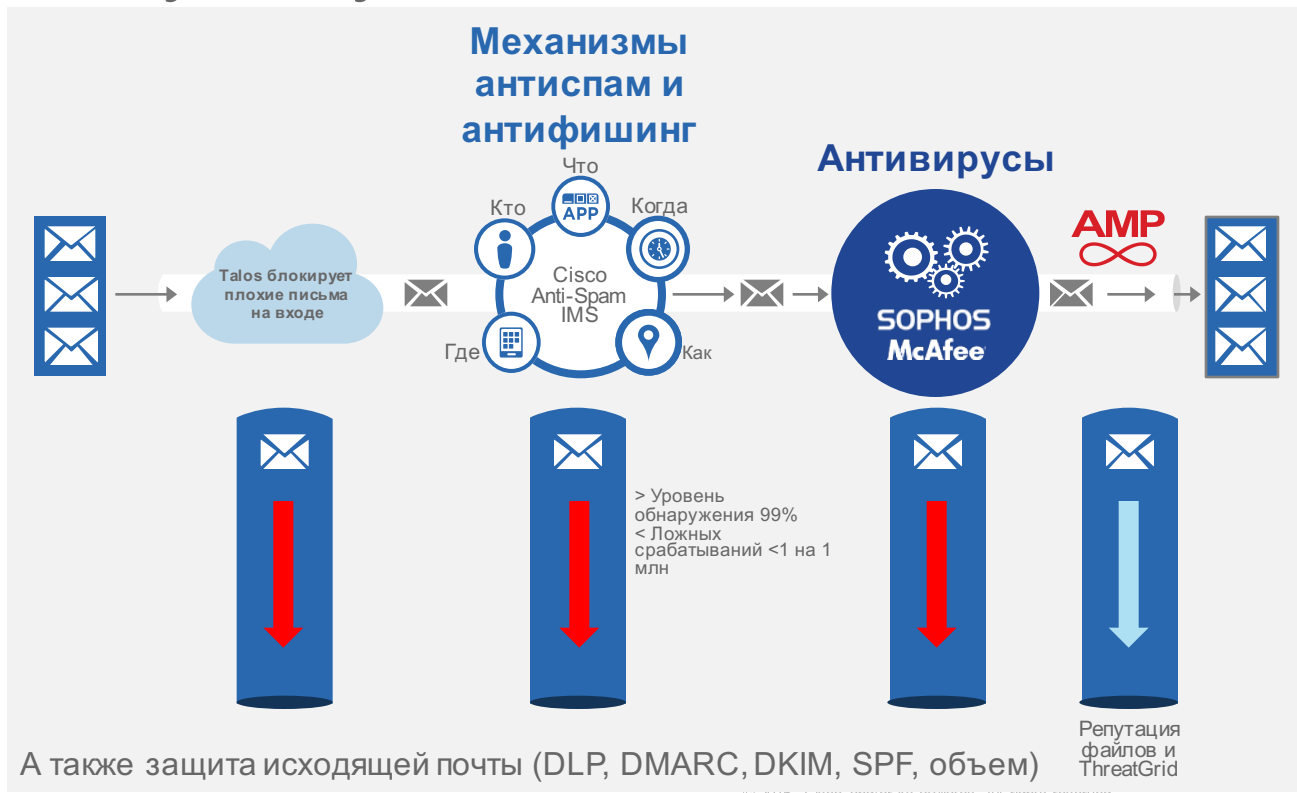 Механизмы
антиспам и
антифишинг
Антивирусы
Что
APP
Кто
Когда
AMP
Talos блокирует
плохие письма
на входе
Cisco
Anti-Spam
IMS
SOPHOS
McAfee
Где
Как
> Уровень
обнаружения 99%
< Ложных
срабатываний <1 на 1
млн
Репутация
файлов и
ThreatGrid
А также защита исходящей почты (DLP, DMARC, DKIM, SPF, объем)